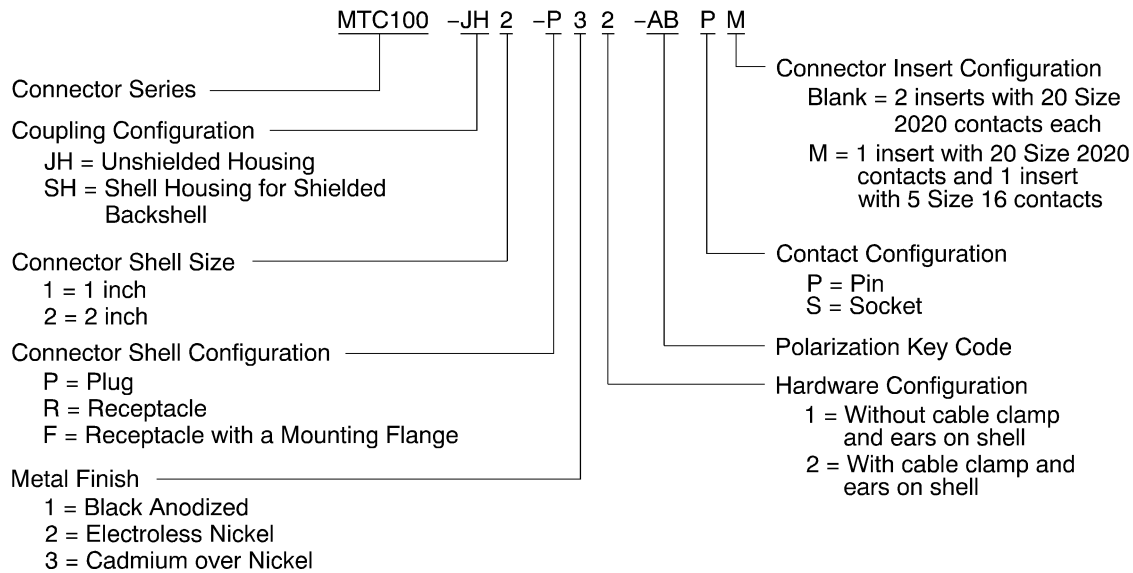 MTC100 –JH 2 –P 3 2 –AB P M
Connector Series
Coupling Configuration
JH = Unshielded Housing
SH = Shell Housing for Shielded
Backshell
Connector Shell Size
1 = 1 inch
2 = 2 inch
Connector Shell Configuration
P = Plug
R = Receptacle
F = Receptacle with a Mounting Flange
Metal Finish
1 = Black Anodized
2 = Electroless Nickel
3 = Cadmium over Nickel
Connector Insert Configuration
Blank = 2 inserts with 20 Size
2020 contacts each
M = 1 insert with 20 Size 2020
contacts and 1 insert
with 5 Size 16 contacts
Contact Configuration
P = Pin
S = Socket
Polarization Key Code
Hardware Configuration
1 = Without cable clamp
and ears on shell
2 = With cable clamp and
ears on shell